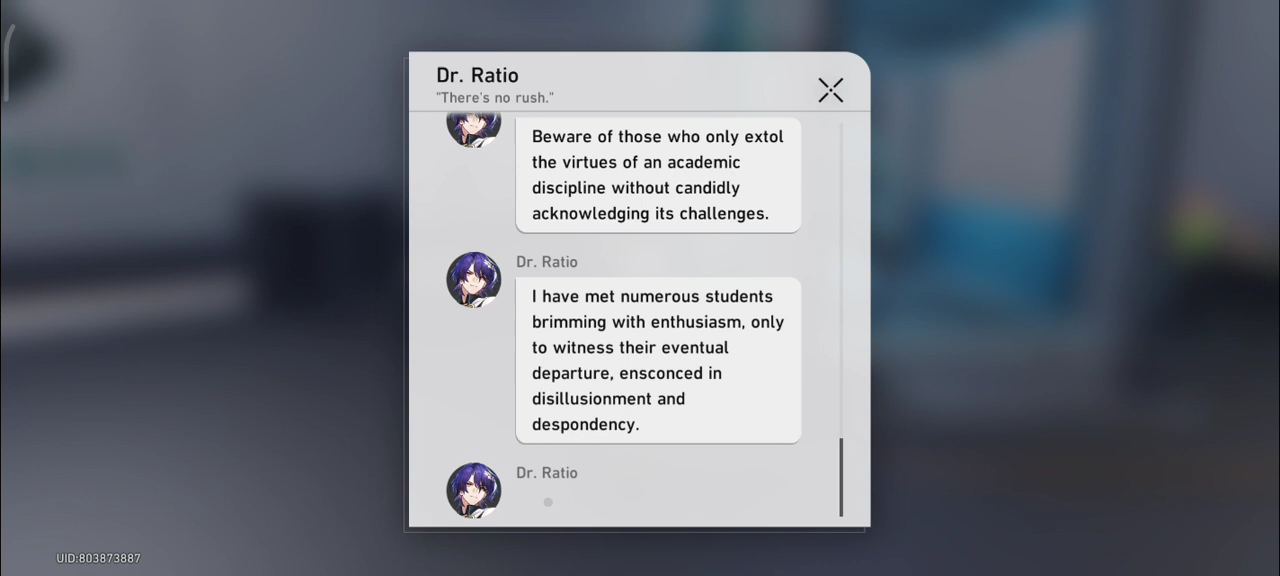 Dr. Ratio
"There's no rush."
Beware of those who only extol
the virtues of an academic
discipline without candidly
acknowledging its challenges.
Dr. Ratio
I have met numerous students
brimming with enthusiasm, only
to witness their eventual
departure, ensconced in
disillusionment and
despondency.
Dr. Ratio
UID:803873887